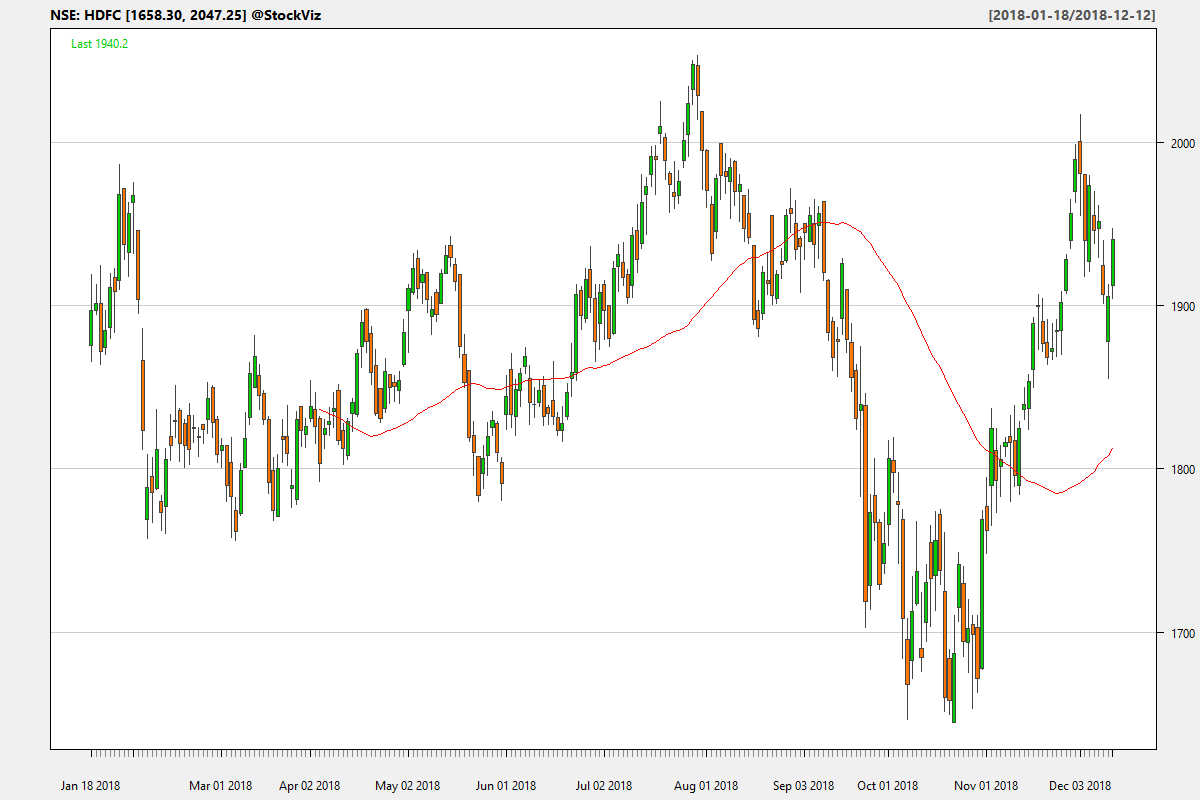 NSE: HDFC [1658.30, 2047.25] @StockViz [2018-01-18/2018-12-12]
Last 1940.2
2000
1900
1800
1700
Jan 18 2018 Mar 01 2018 Apr 02 2018 May 02 2018 Jun 01 2018 Jul 02 2018 Aug 01 2018 Sep 03 2018 Oct 01 2018 Nov 01 2018 Dec 03 2018